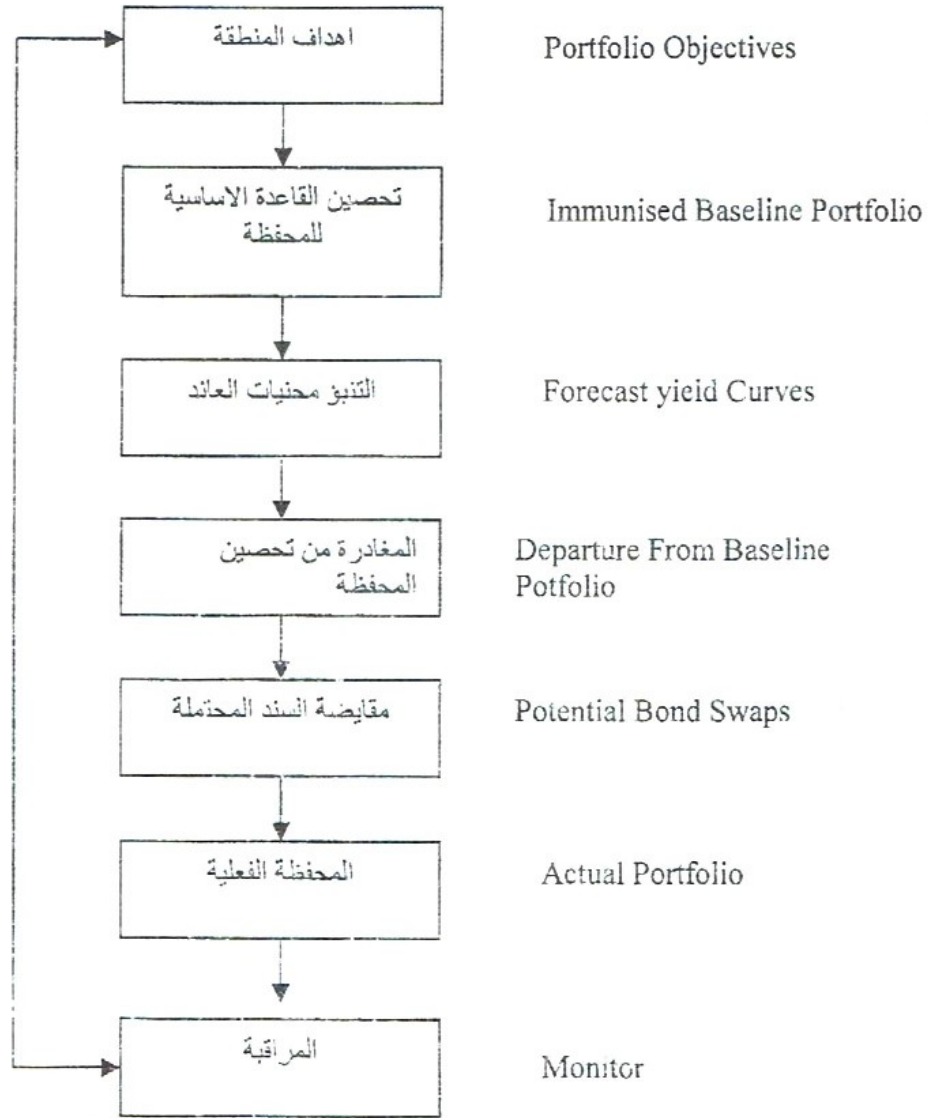 اهداف المنطقة
Portfolio Objectives
تحصين القاعدة الاساسية
للمحفظة
Immunised Baseline Portfolio
التنبؤ محنيات العائد
Forecast yield Curves
المغادرة من تحصين
المحفظة
Departure From Baseline
Potfolio
مقايضة السند المحتملة
Potential Bond Swaps
المحفظة الفعلية
Actual Portfolio
المراقبة
Monitor